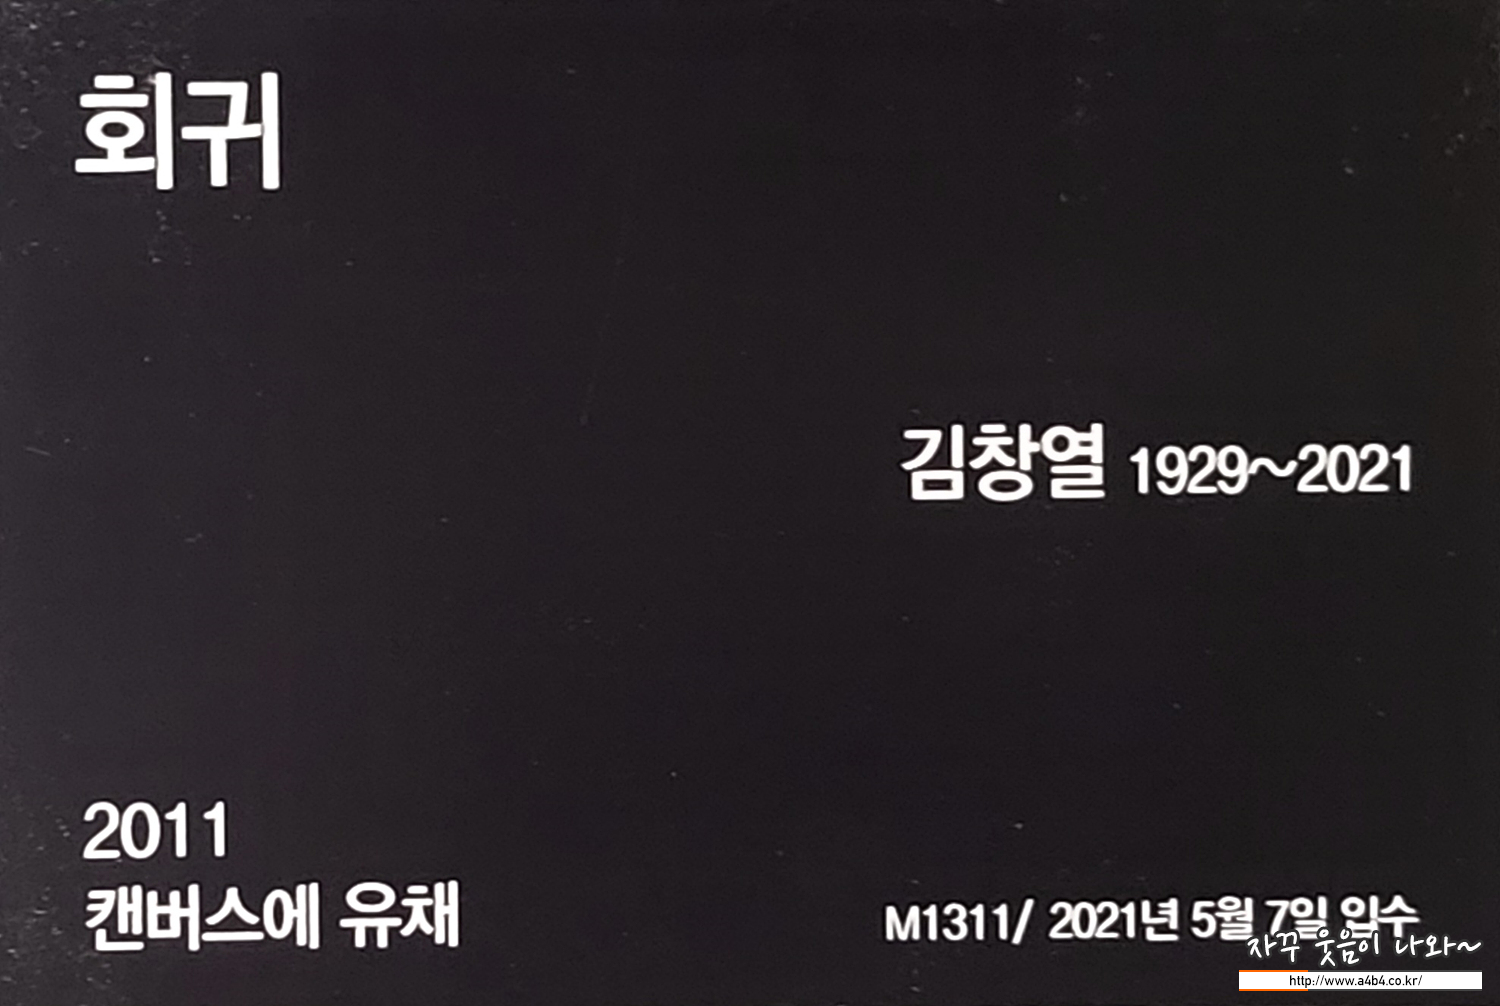 회귀
김창열 1929~2021
2011
캔버스에 유채
M1311/ 2021년 5월 7일 입수
자꾸 웃음이 나와~
http://www.a4b4.co.kr/